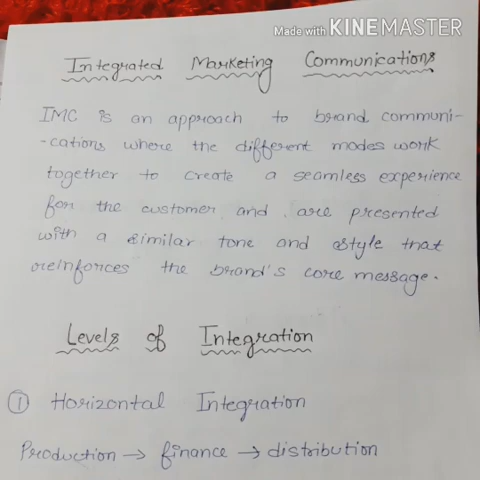 Made with KINEMASTER
Integrated Marketing Communications
IMC is an approach to brand communi-
-cations where the different modes work
together to create a seamless experience
for the customer and are presented
with a similar tone and style that
reinforces the brand's core message.
Levels of Integration
① Horizontal Integration
Production → finance → distribution